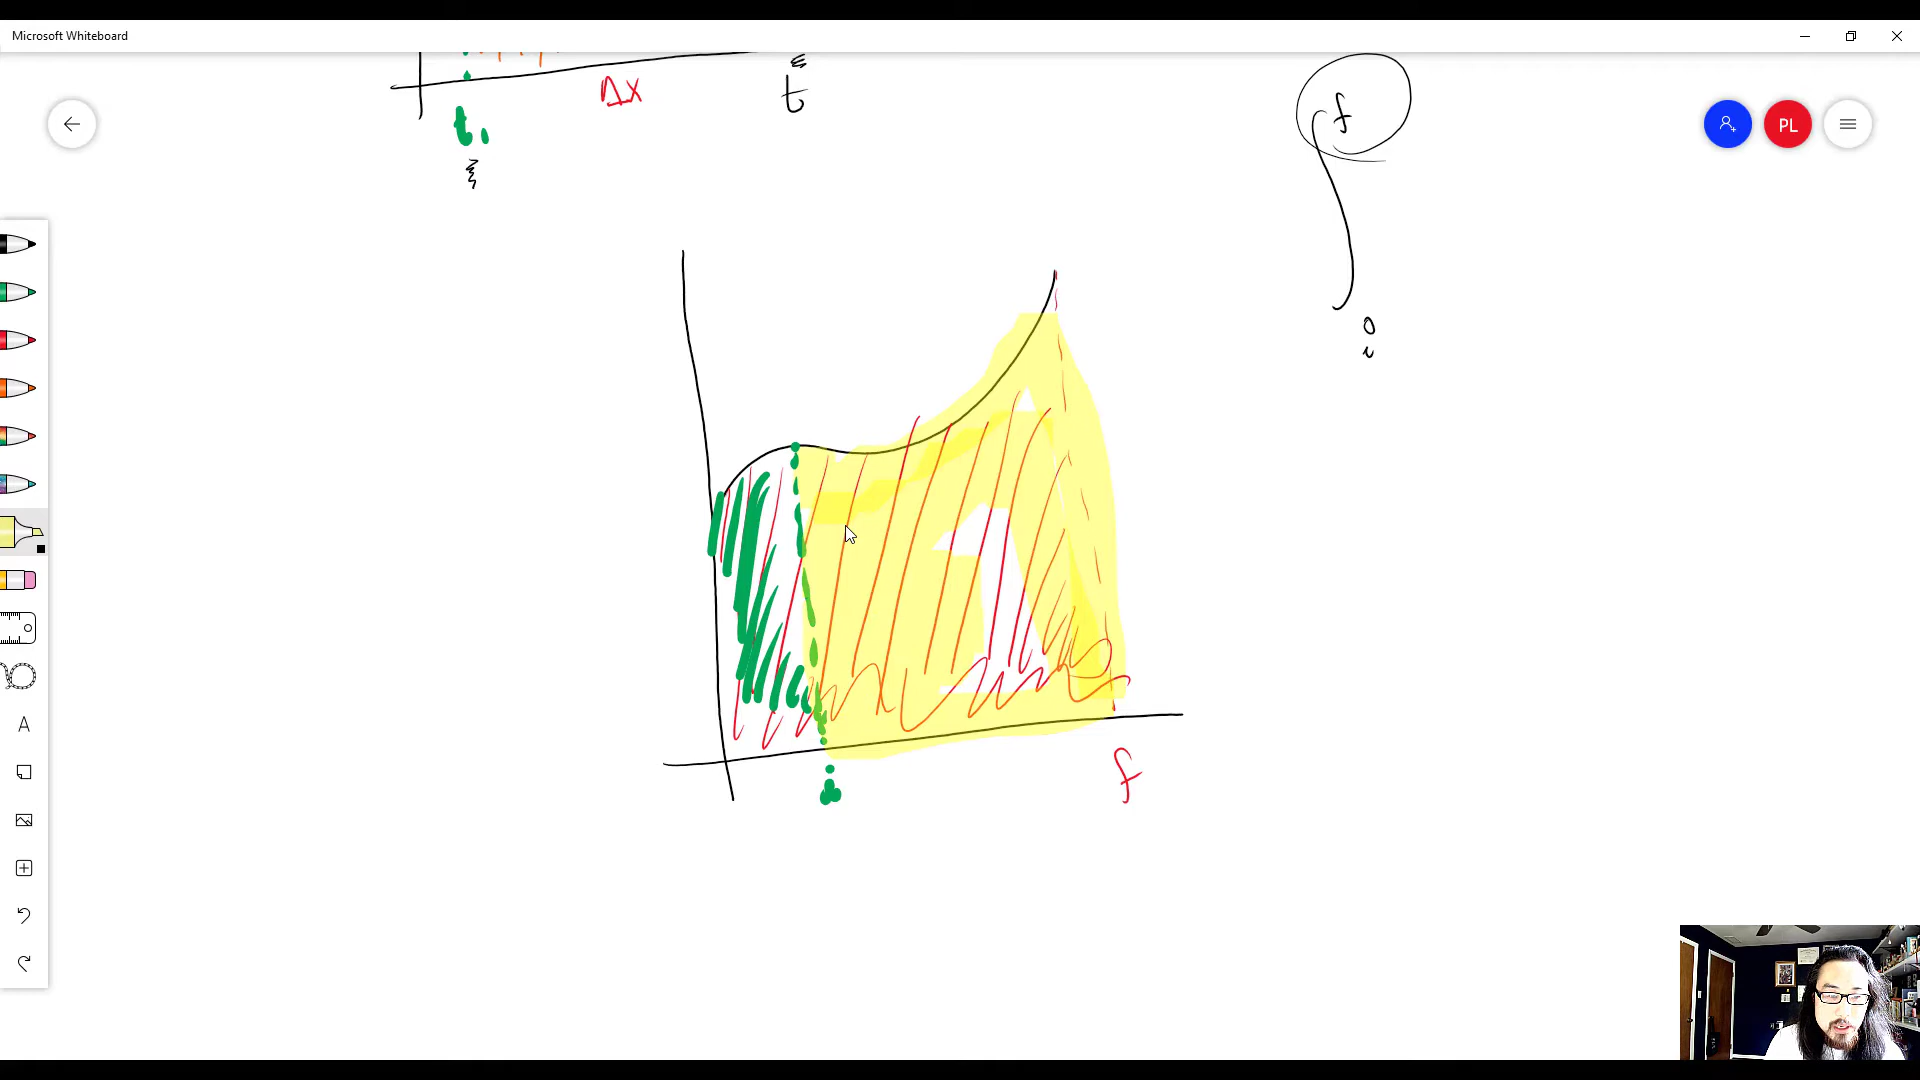 Microsoft Whiteboard
Δx
t
t.
f
PL
i
A
i
f